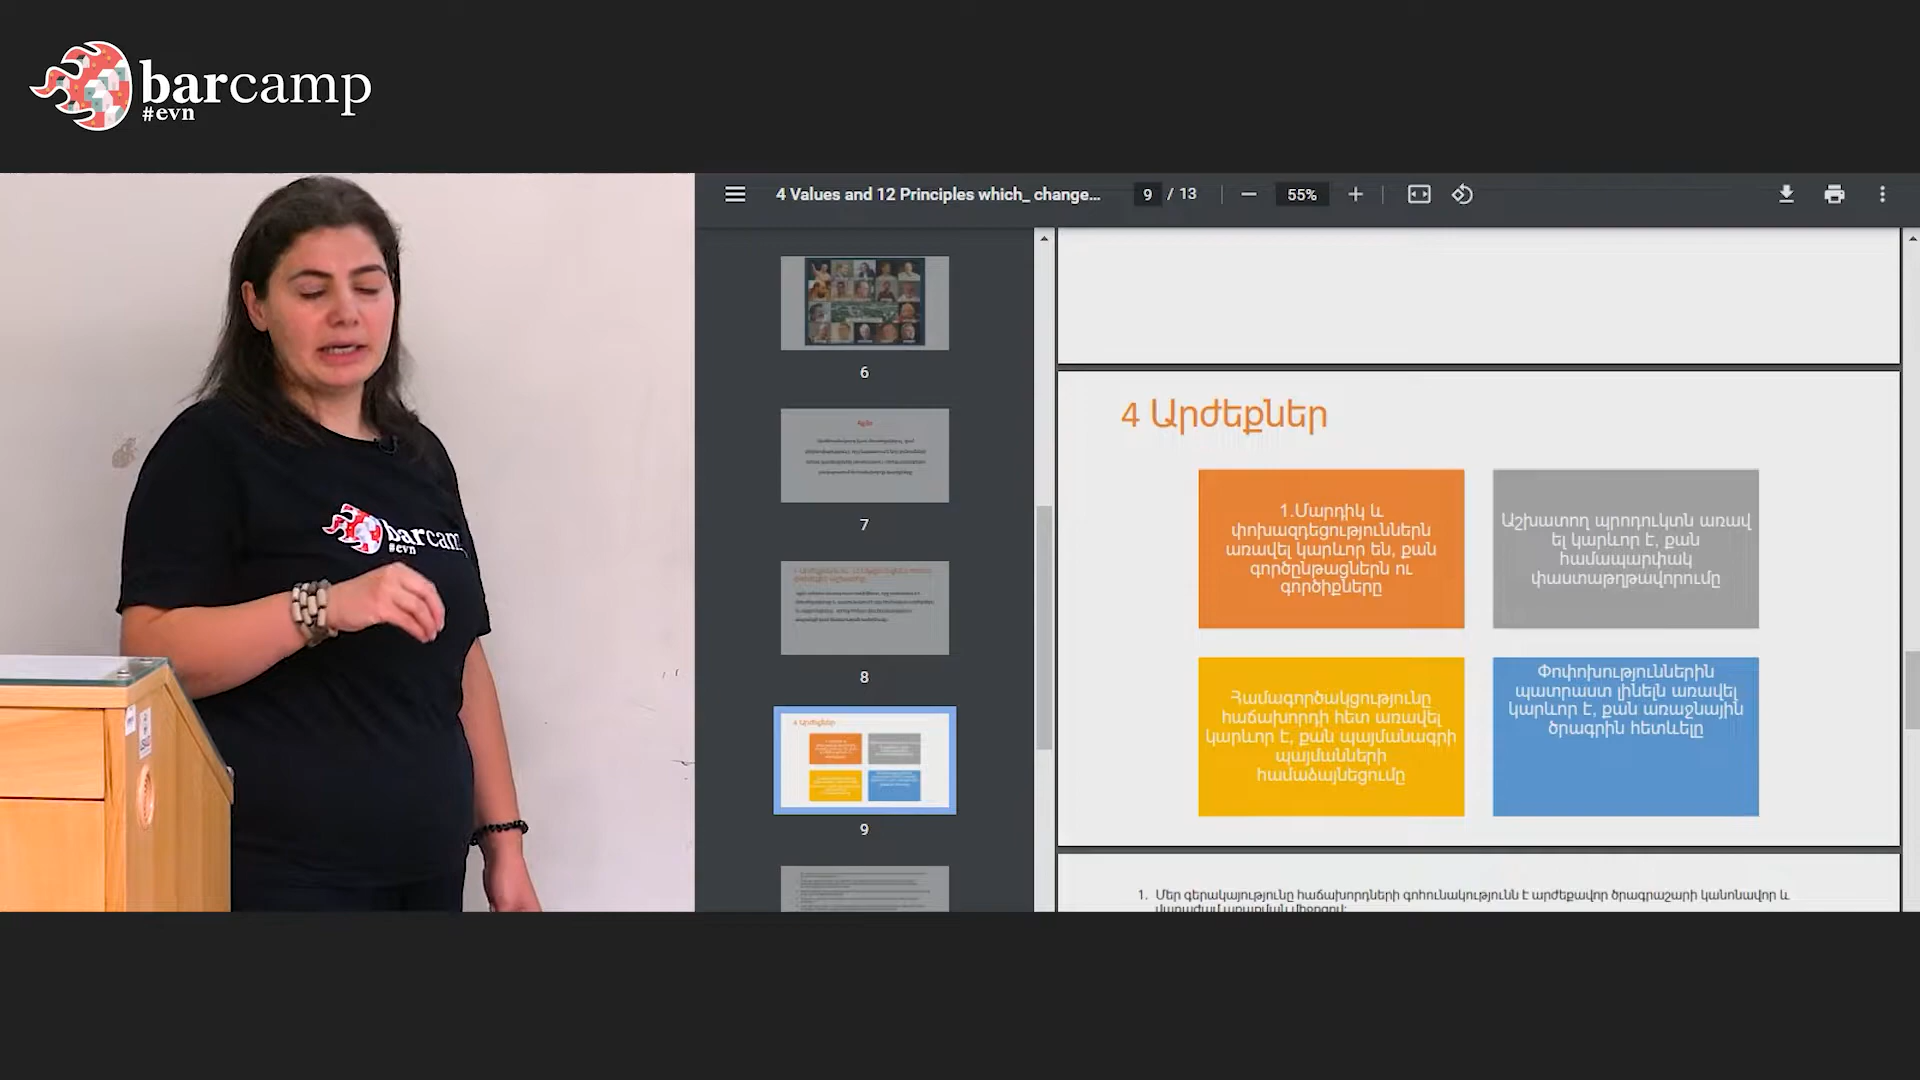 barcamp
#evn
4 Values and 12 Principles which_ change...
9 / 13
55%
barcam
#evn
6
7
8
4 Արժեքներ
9
4 Արժեքներ
1.Մարդիկ և
փոխազդեցություններն
առավել կարևոր են, քան
գործընթացներն ու
գործիքները
Աշխատող պրոդուկտն առավ
ել կարևոր է, քան
համապարփակ
փաստաթղթավորումը
Համագործակցությունը
հաճախորդի հետ առավել
կարևոր է, քան պայմանագրի
պայմանների
համաձայնեցումը
Փոփոխություններին
պատրաստ լինելն առավել
կարևոր է, քան առաջնային
ծրագրին հետևելը
1. Մեր գերակայությունը հաճախորդների գոհունակությունն է արժեքավոր ծրագրաշարի կանոնավոր և